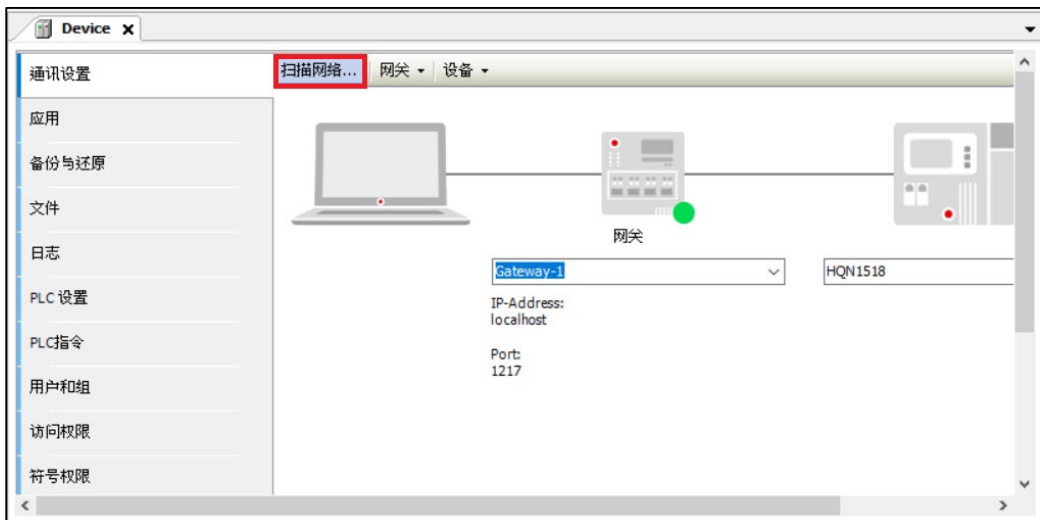 Device
通讯设置
扫描网络... 网关 设备
应用
备份与还原
文件
日志
PLC 设置
PLC指令
用户和组
访问权限
符号权限
网关
Gateway-1
HQN1518
IP-Address:
localhost
Port:
1217